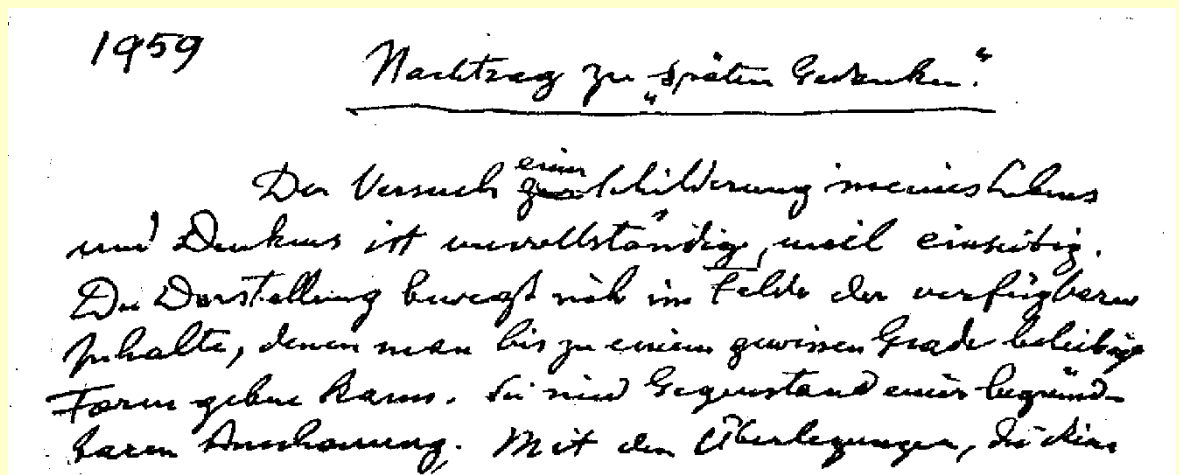 1959
Nachtrag zu „späten Gedanken“.
Der Versuch einer Schilderung meines Lebens
und Denkens ist unvollständig, weil einseitig.
Die Darstellung bewegt sich im Felde der verfügbaren
Inhalte, denen man bis zu einem gewissen Grade beliebige
Form geben kann. Sie sind Gegenstand einer begründ-
baren Anschauung. Mit den Überlegungen, die